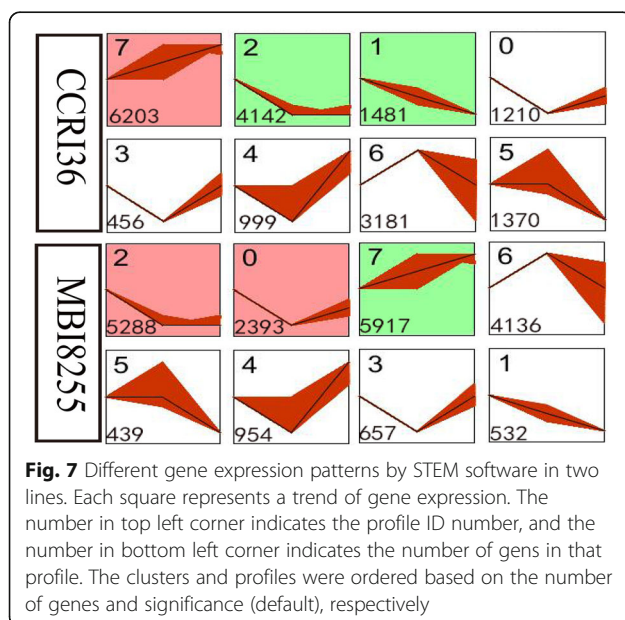 CCRI36
7 2 1 0
6203 4142 1481 1210
3 4 6 5
456 999 3181 1370
MBI8255
2 0 7 6
5288 2393 5917 4136
5 4 3 1
439 954 657 532
Fig. 7 Different gene expression patterns by STEM software in two
lines. Each square represents a trend of gene expression. The
number in top left corner indicates the profile ID number, and the
number in bottom left corner indicates the number of gens in that
profile. The clusters and profiles were ordered based on the number
of genes and significance (default), respectively